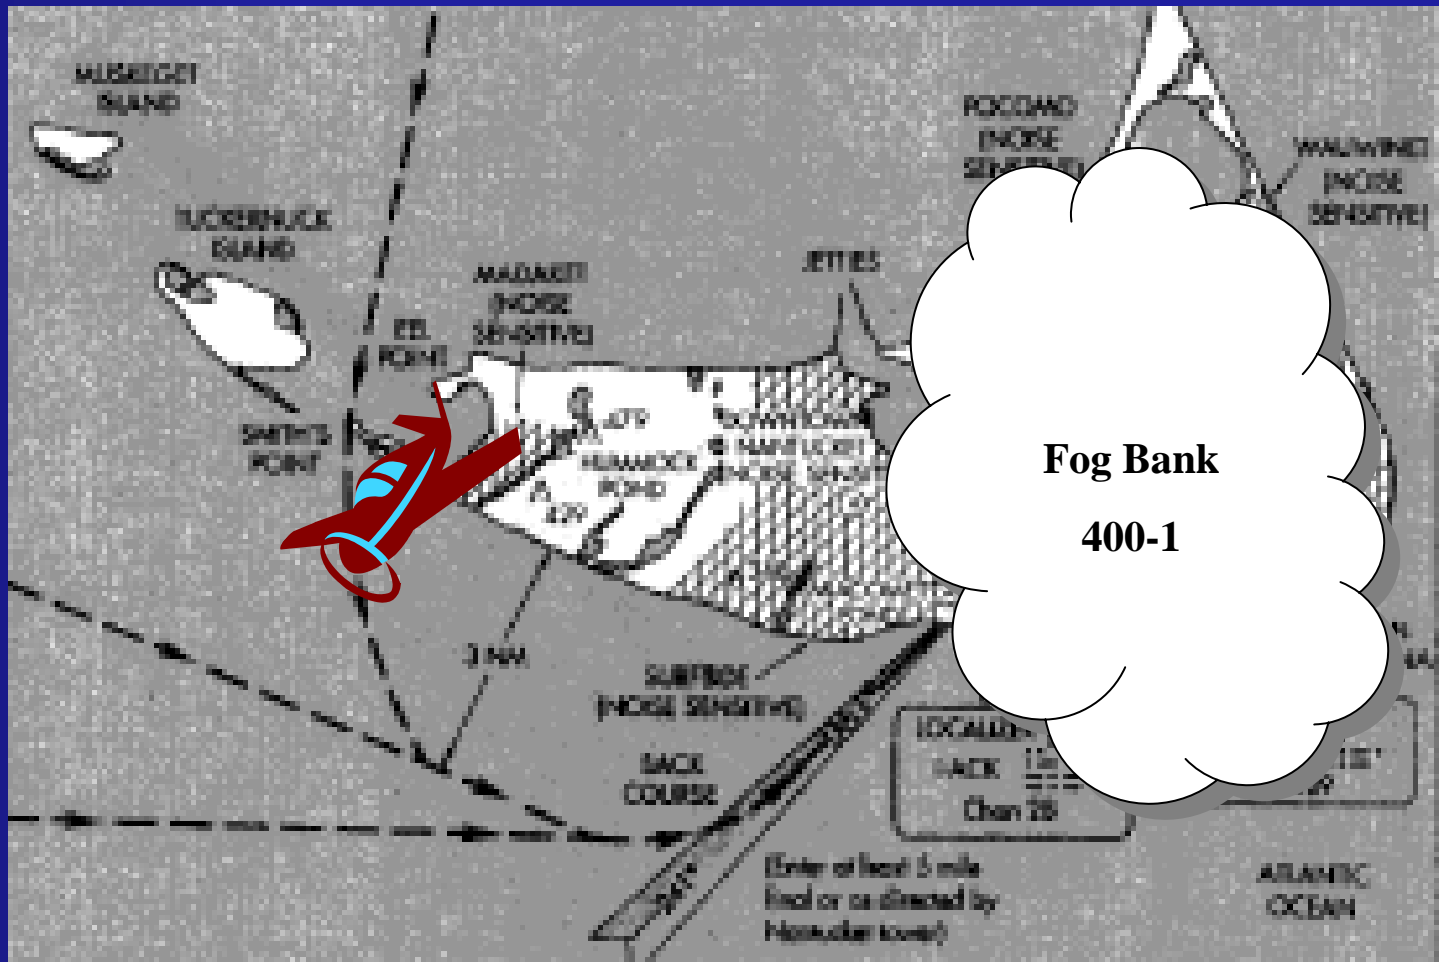 MUSKEGET
ISLAND
POCOMO
(NOISE
WAUWINET
(NOISE
SENSITIVE)
TUCKERNUCK
ISLAND
JETTIES
MADAKET
(NOISE
SENSITIVE)
EEL
POINT
SMITH'S
POINT
HUMMOCK
POND
429
Fog Bank
400-1
3 NM
SURFSIDE
(NOISE SENSITIVE)
BACK
COURSE
LOCALIZER
Chan 28
(Enter at least 5 mile
final or as directed by
Nantucket tower)
ATLANTIC
OCEAN